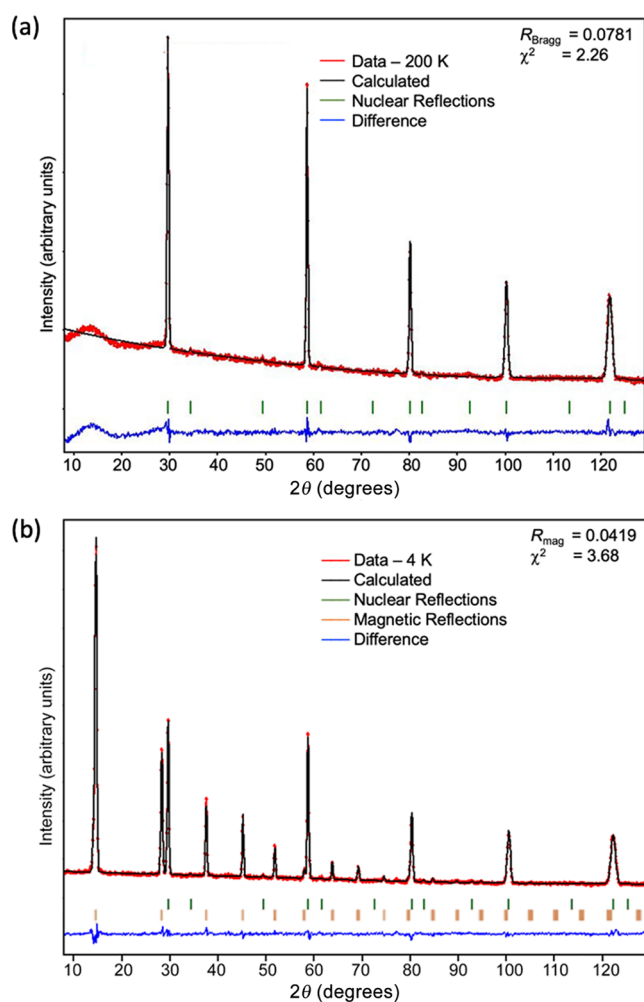 (a)
R_Bragg = 0.0781
χ² = 2.26
Data – 200 K
Calculated
Nuclear Reflections
Difference
Intensity (arbitrary units)
10 20 30 40 50 60 70 80 90 100 110 120
2θ (degrees)
(b)
R_mag = 0.0419
χ² = 3.68
Data – 4 K
Calculated
Nuclear Reflections
Magnetic Reflections
Difference
Intensity (arbitrary units)
10 20 30 40 50 60 70 80 90 100 110 120
2θ (degrees)